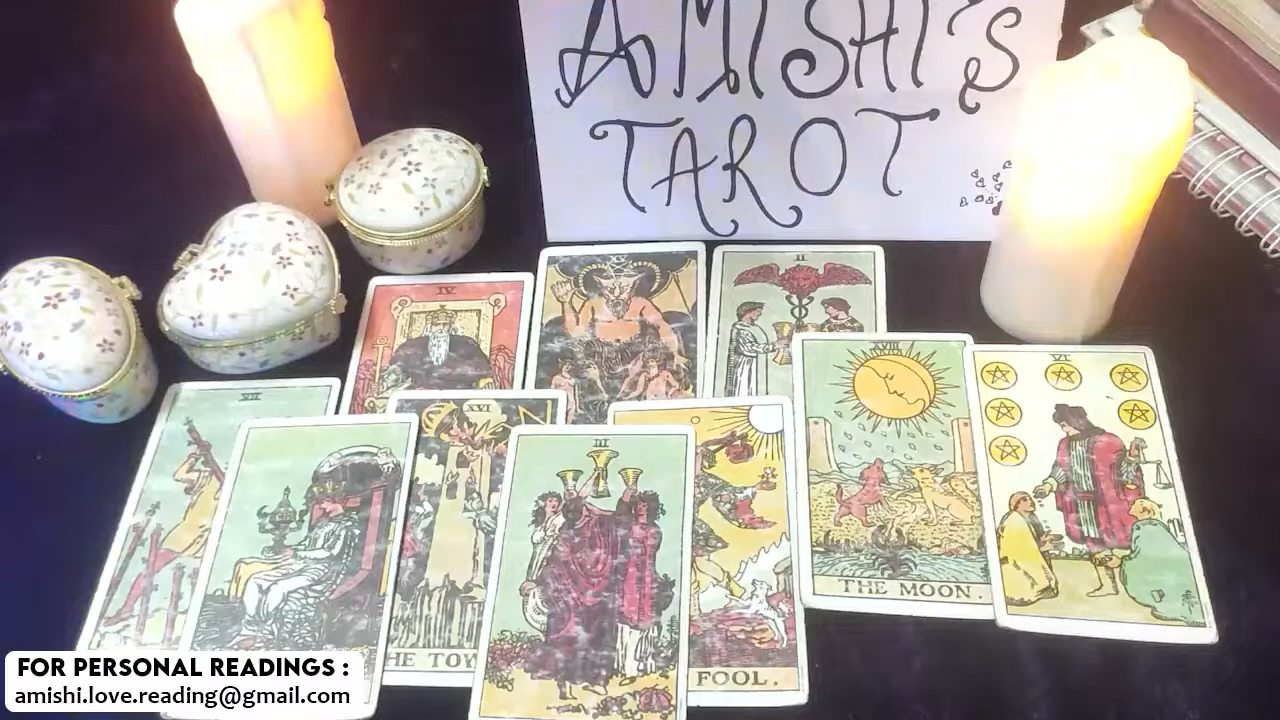 AMISHI'S
TAROT
IV
XV
II
VII
XVI
III
XVIII
VI
THE MOON.
HE TOW
FOOL.
FOR PERSONAL READINGS :
amishi.love.reading@gmail.com